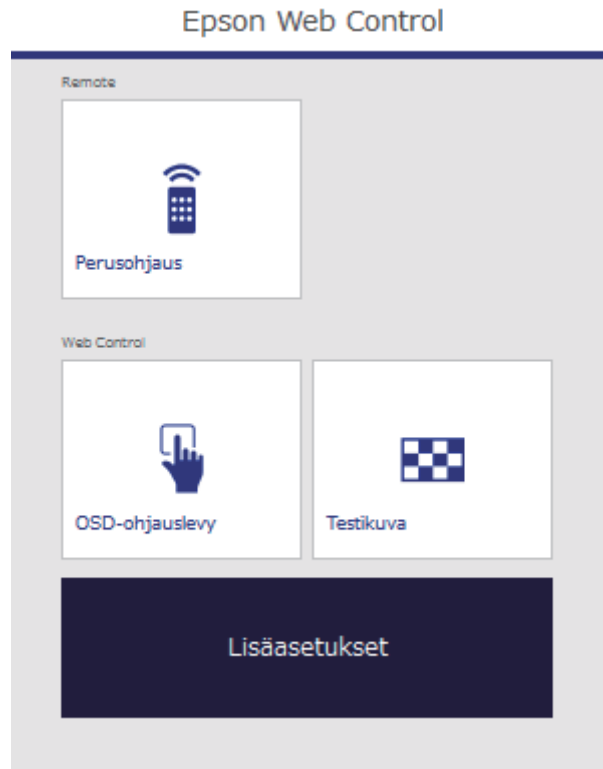 Epson Web Control
Remote
Perusohjaus
Web Control
OSD-ohjauslevy
Testikuva
Lisäasetukset